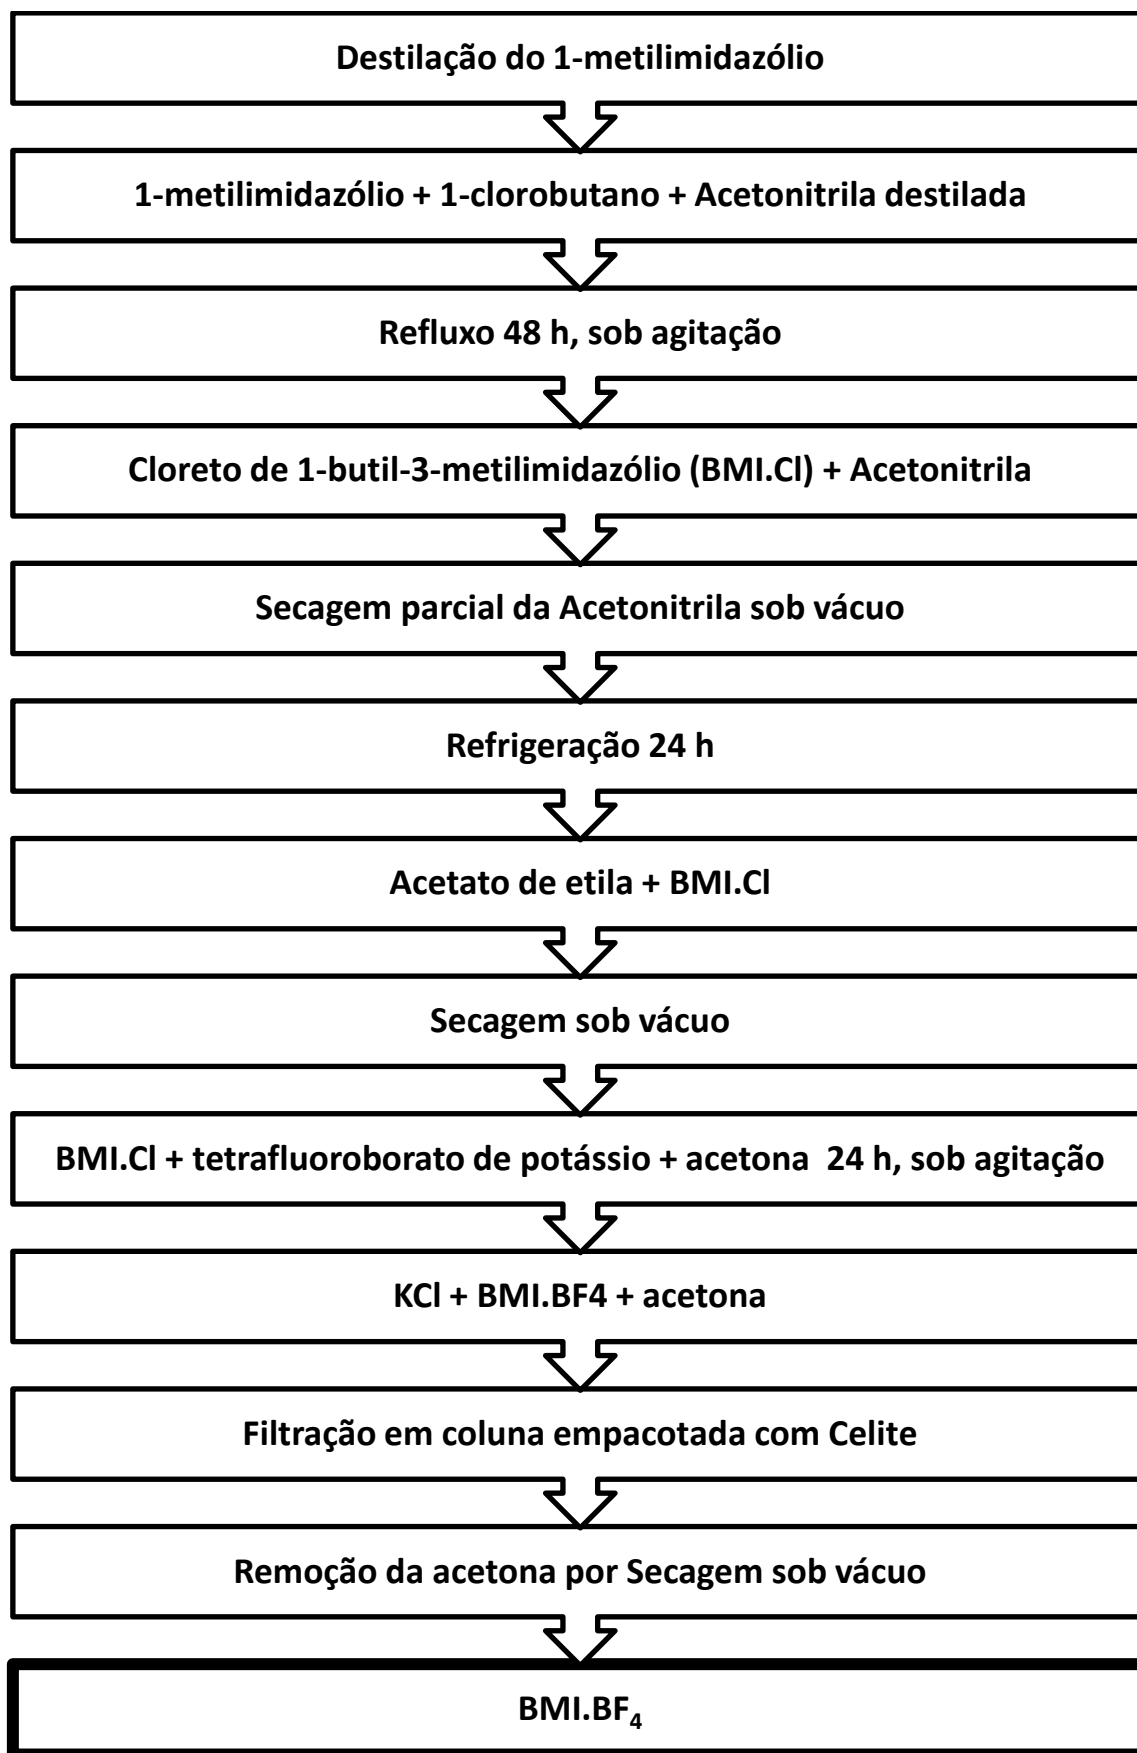 Destilação do 1-metilimidazólio
1-metilimidazólio + 1-clorobutano + Acetonitrila destilada
Refluxo 48 h, sob agitação
Cloreto de 1-butil-3-metilimidazólio (BMI.Cl) + Acetonitrila
Secagem parcial da Acetonitrila sob vácuo
Refrigeração 24 h
Acetato de etila + BMI.Cl
Secagem sob vácuo
BMI.Cl + tetrafluoroborato de potássio + acetona  24 h, sob agitação
KCl + BMI.BF4 + acetona
Filtração em coluna empacotada com Celite
Remoção da acetona por Secagem sob vácuo
BMI.BF₄